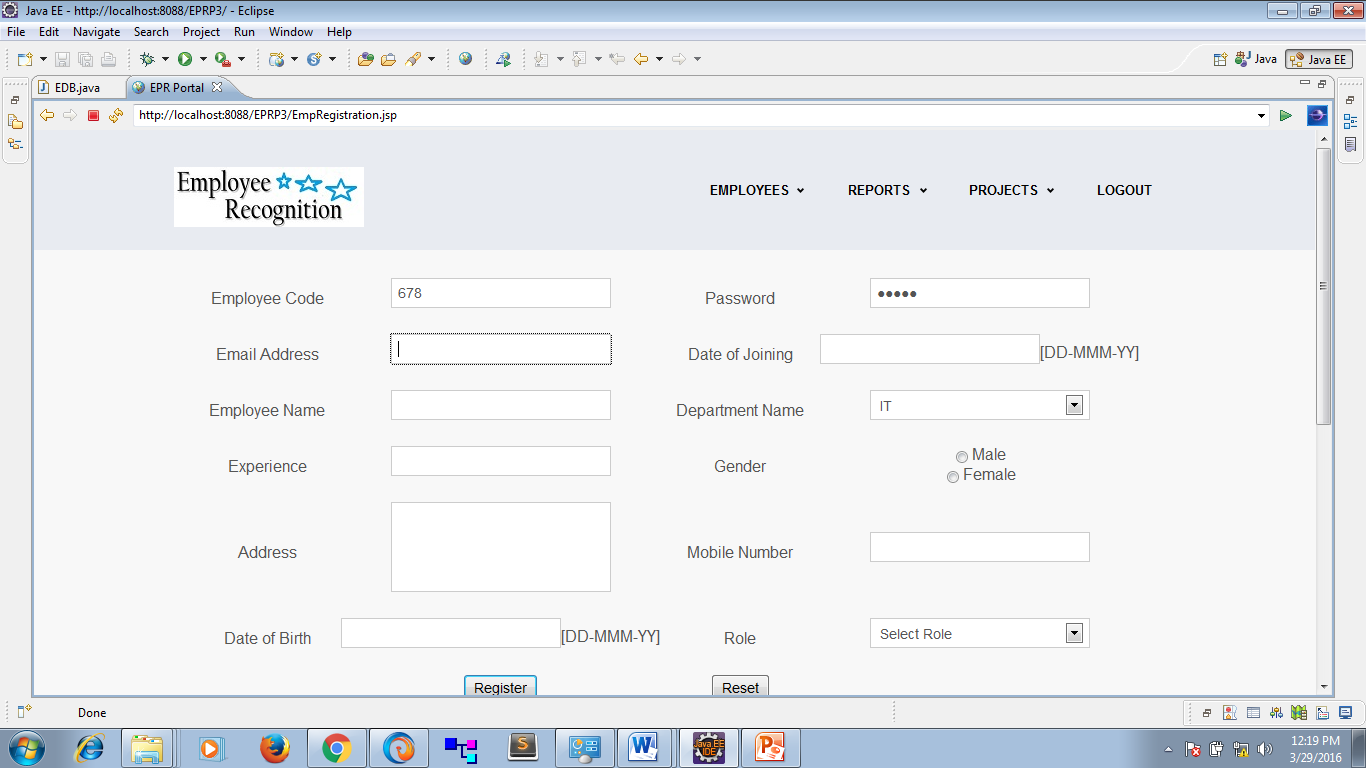 Java EE - http://localhost:8088/EPRP3/ - Eclipse
File Edit Navigate Search Project Run Window Help
Java Java EE
EDB.java EPR Portal
http://localhost:8088/EPRP3/EmpRegistration.jsp
Employee
Recognition
EMPLOYEES REPORTS PROJECTS LOGOUT
Employee Code 678 Password •••••
Email Address Date of Joining [DD-MMM-YY]
Employee Name Department Name IT
Experience Gender Male
Female
Address Mobile Number
Date of Birth [DD-MMM-YY] Role Select Role
Register Reset
Done
Java EE
IDE
12:19 PM
3/29/2016